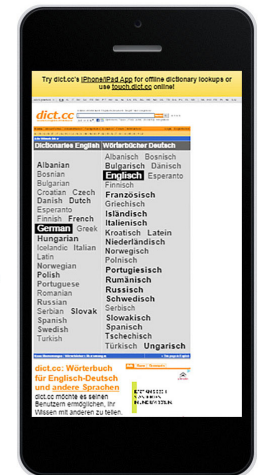 Try dict.cc's iPhone/iPad App for offline dictionary lookups or
use touch.dict.cc online!
dict.cc
Dictionaries English Wörterbücher Deutsch
Albanian
Bosnian
Bulgarian
Croatian Czech
Danish Dutch
Esperanto
Finnish French
German Greek
Hungarian
Icelandic Italian
Latin
Norwegian
Polish
Portuguese
Romanian
Russian
Serbian Slovak
Spanish
Swedish
Turkish
Albanisch Bosnisch
Bulgarisch Dänisch
Englisch Esperanto
Finnisch
Französisch
Griechisch
Isländisch
Italienisch
Kroatisch Latein
Niederländisch
Norwegisch
Polnisch
Portugiesisch
Rumänisch
Russisch
Schwedisch
Serbisch
Slowakisch
Spanisch
Tschechisch
Türkisch Ungarisch
dict.cc: Wörterbuch
für Englisch-Deutsch
und andere Sprachen
dict.cc möchte es seinen
Benutzern ermöglichen, ihr
Wissen mit anderen zu teilen.